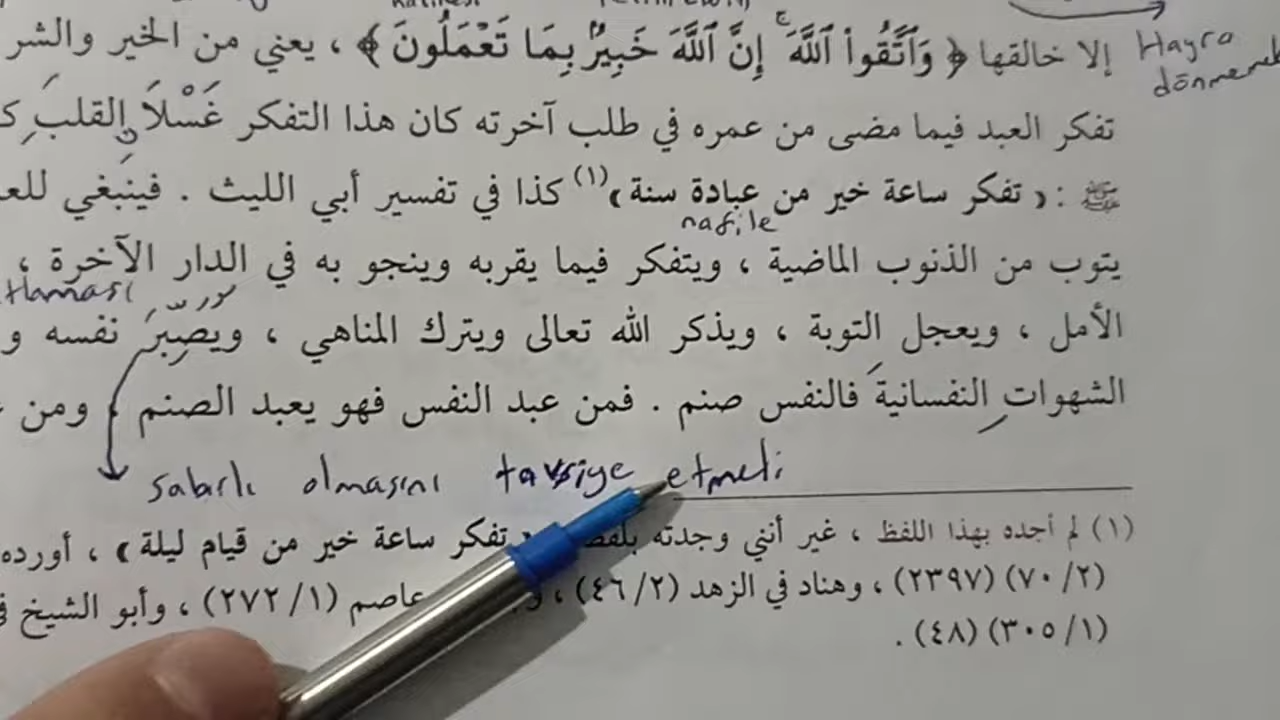 إلا خالقها ﴿ وَٱتَّقُواْ ٱللَّهَ ۚ إِنَّ ٱللَّهَ خَبِيرٌۢ بِمَا تَعْمَلُونَ ﴾ ، يعني من الخير والشر
Hayra
تفكر العبد فيما مضى من عمره في طلب آخرته كان هذا التفكر غَسْلاً القلب
ﷺ : « تفكر ساعة خير من عبادة سنة »(١) كذا في تفسير أبي الليث . فينبغي
nafile
يتوب من الذنوب الماضية ، ويتفكر فيما يقربه وينجو به في الدار الآخرة ،
الأمل ، ويعجل التوبة ، ويذكر الله تعالى ويترك المناهي ، ويصبر نفسه
الشهوات النفسانية فالنفس صنم . فمن عبد النفس فهو يعبد الصنم ، ومن
sabırlı olmasını tavsiye etmeli
(١) لم أجده بهذا اللفظ ، غير أنني وجدته بلفظ « تفكر ساعة خير من قيام ليلة » ، أورده
(٢/ ٧٠) (٢٣٩٧) ، وهناد في الزهد (٢/ ٤٦) ، عاصم (١/ ٢٧٢) ، وأبو الشيخ
(١/ ٣٠٥) (٤٨) .